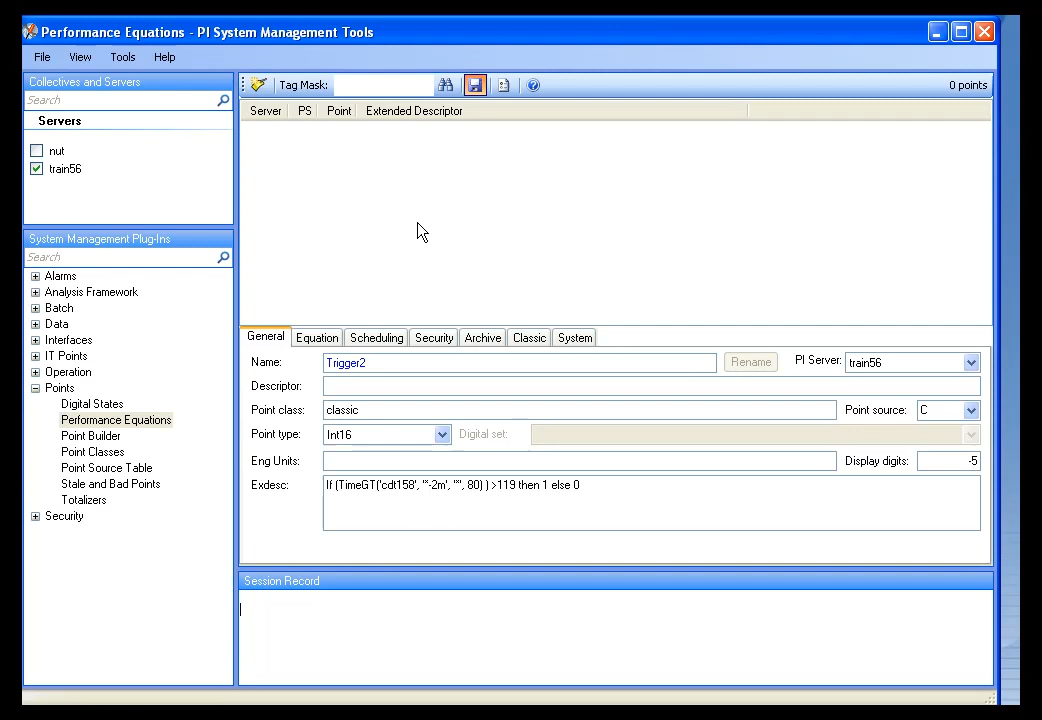 Performance Equations - PI System Management Tools
File View Tools Help
Collectives and Servers
Search
Servers
nut
train56
System Management Plug-Ins
Search
Alarms
Analysis Framework
Batch
Data
Interfaces
IT Points
Operation
Points
Digital States
Performance Equations
Point Builder
Point Classes
Point Source Table
Stale and Bad Points
Totalizers
Security
Tag Mask: 0 points
Server PS Point Extended Descriptor
General Equation Scheduling Security Archive Classic System
Name: Trigger2 Rename PI Server: train56
Descriptor:
Point class: classic Point source: C
Point type: Int16 Digital set:
Eng Units: Display digits: -5
Exdesc: If (TimeGT('cdt158', '*-2m', '*', 80) ) >119 then 1 else 0
Session Record